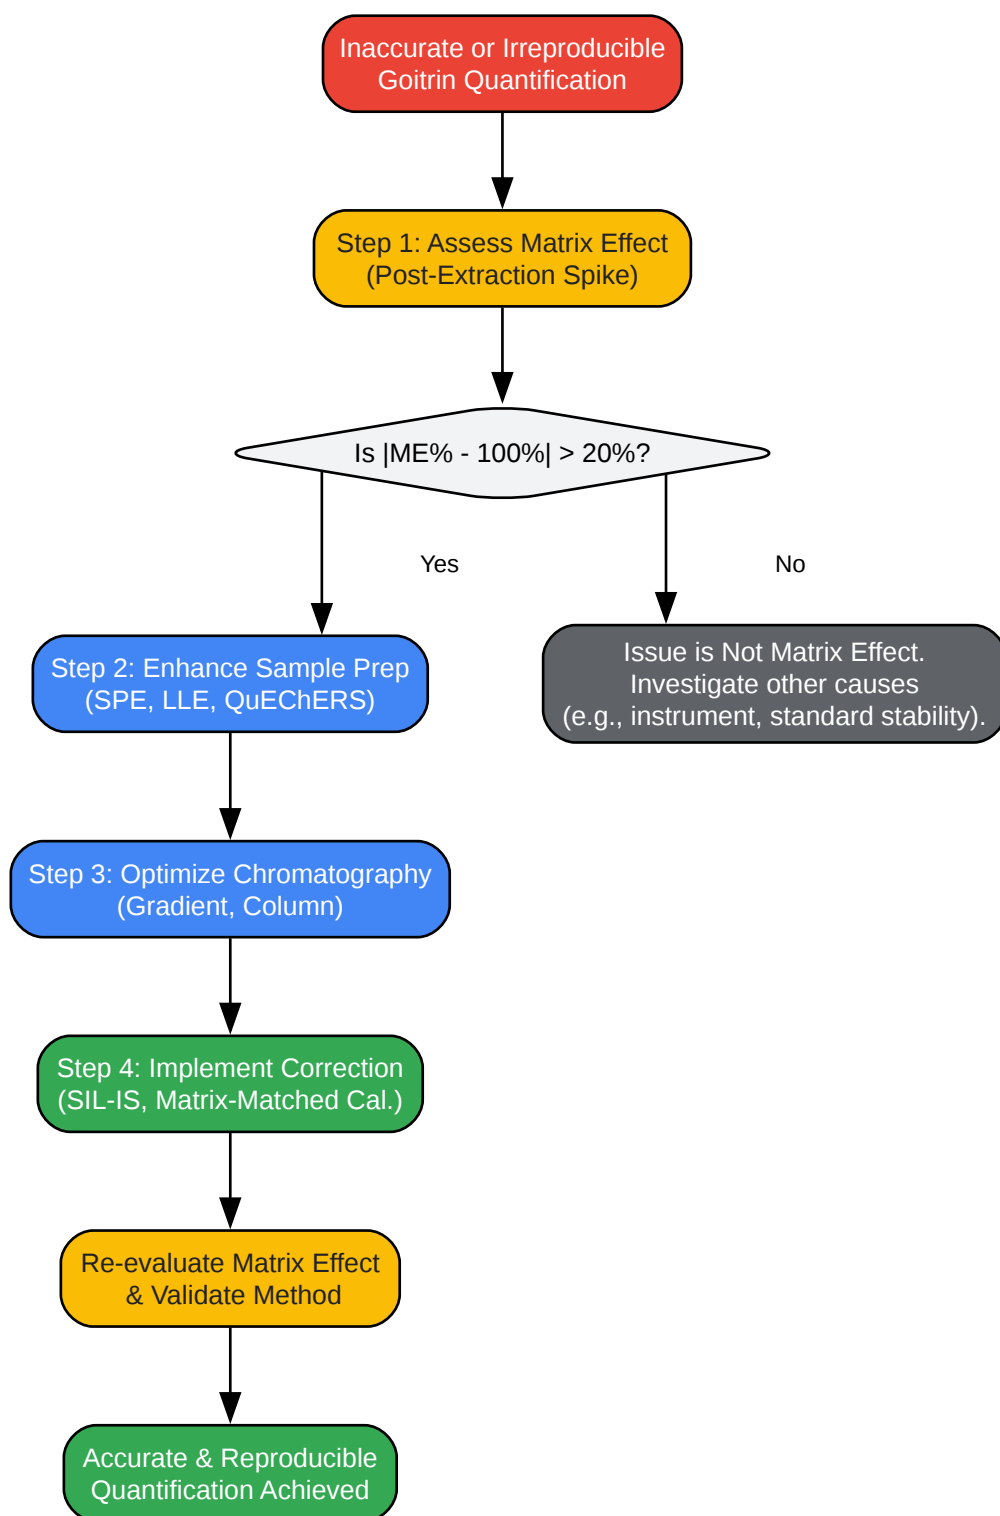 Inaccurate or Irreproducible
Goitrin Quantification
Step 1: Assess Matrix Effect
(Post-Extraction Spike)
Is |ME% - 100%| > 20%?
Yes
No
Step 2: Enhance Sample Prep
(SPE, LLE, QuEChERS)
Issue is Not Matrix Effect.
Investigate other causes
(e.g., instrument, standard stability).
Step 3: Optimize Chromatography
(Gradient, Column)
Step 4: Implement Correction
(SIL-IS, Matrix-Matched Cal.)
Re-evaluate Matrix Effect
& Validate Method
Accurate & Reproducible
Quantification Achieved